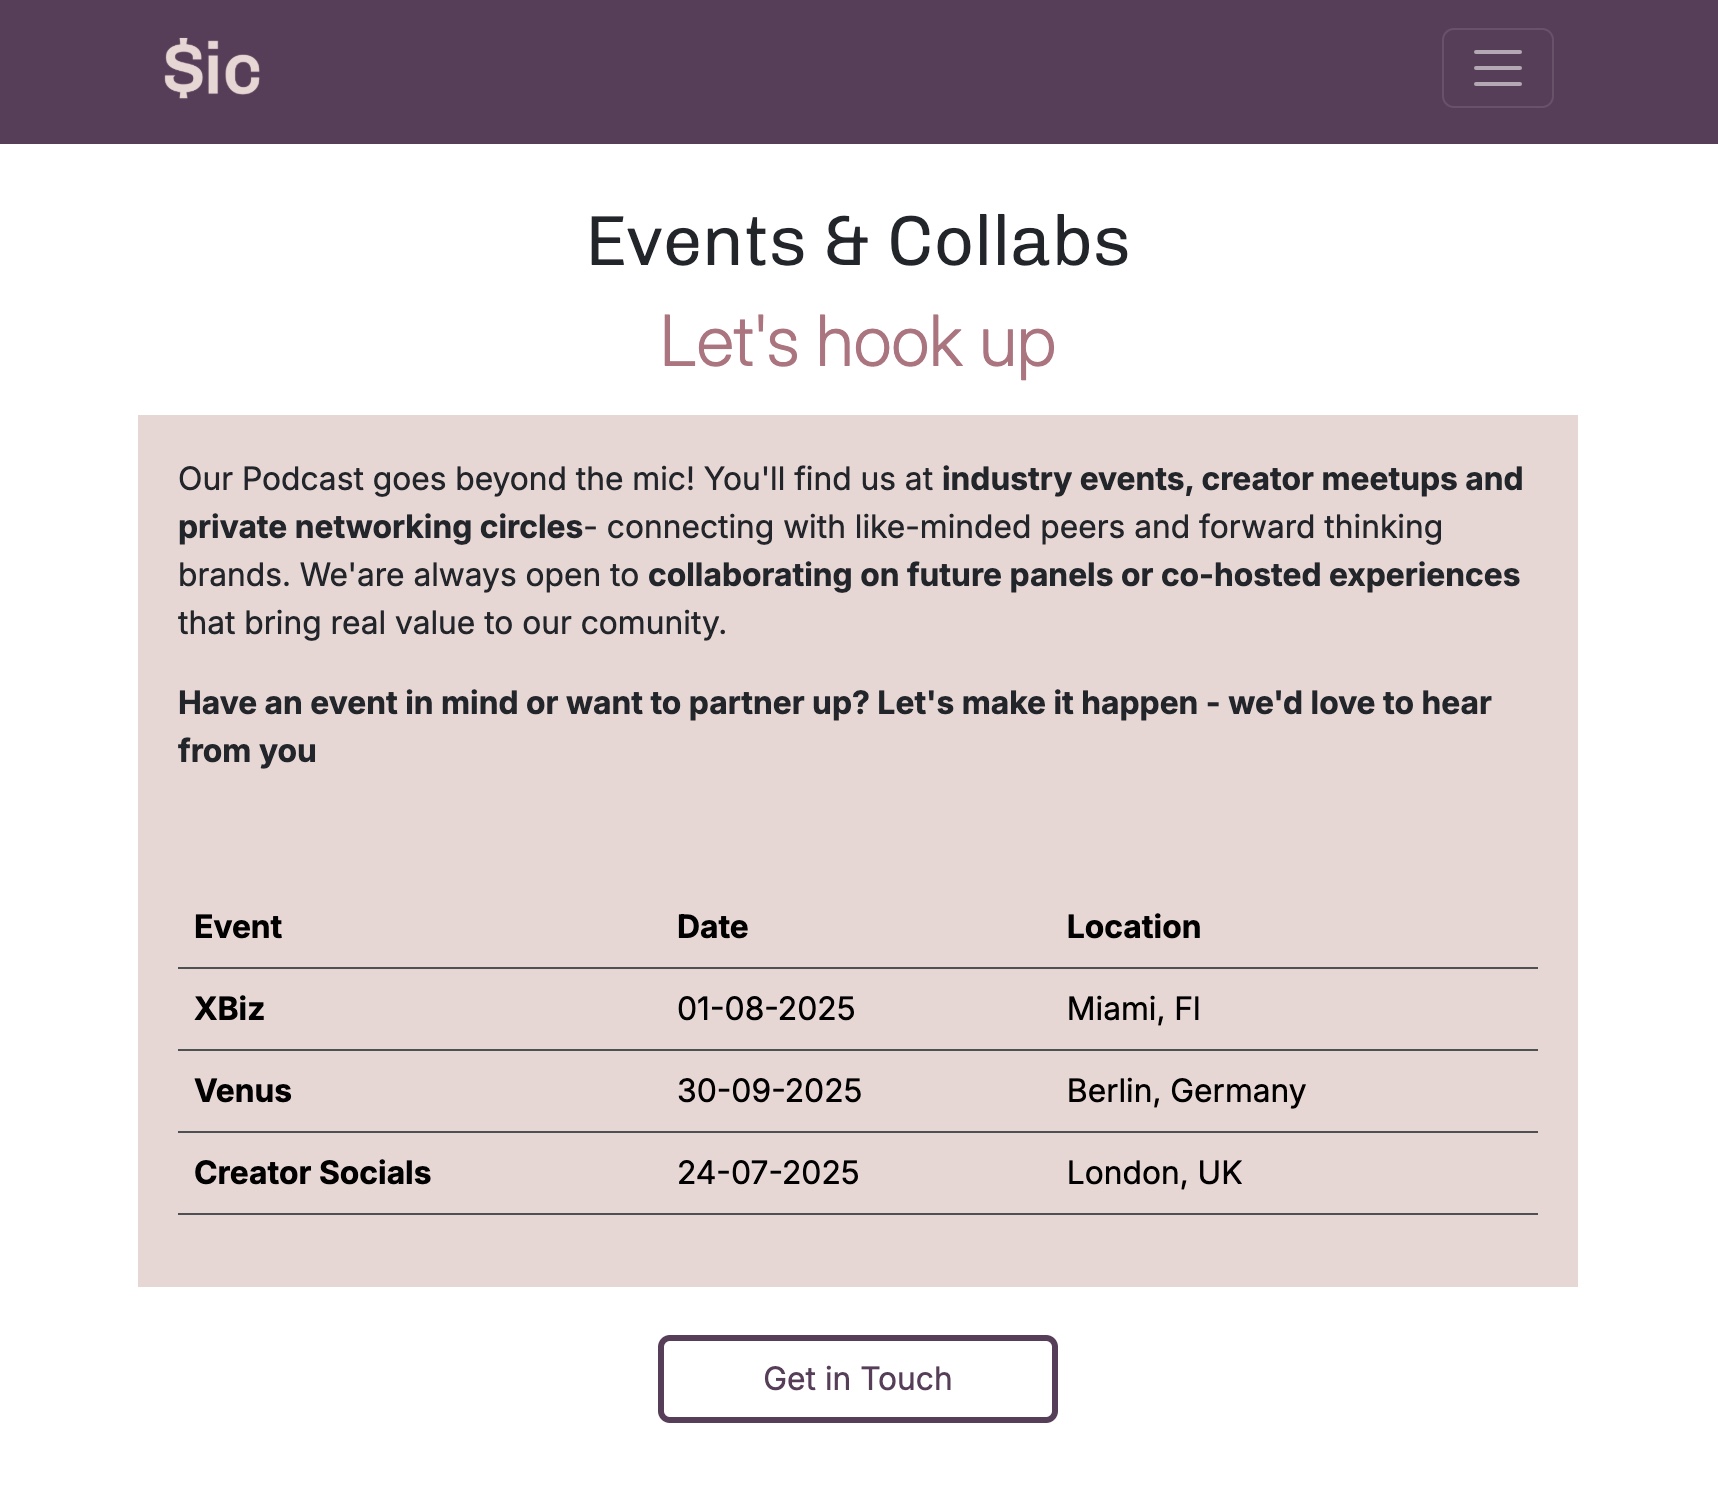 $ic
Events & Collabs
Let's hook up
Our Podcast goes beyond the mic! You'll find us at industry events, creator meetups and
private networking circles- connecting with like-minded peers and forward thinking
brands. We'are always open to collaborating on future panels or co-hosted experiences
that bring real value to our comunity.
Have an event in mind or want to partner up? Let's make it happen - we'd love to hear
from you
Event Date Location
XBiz 01-08-2025 Miami, Fl
Venus 30-09-2025 Berlin, Germany
Creator Socials 24-07-2025 London, UK
Get in Touch